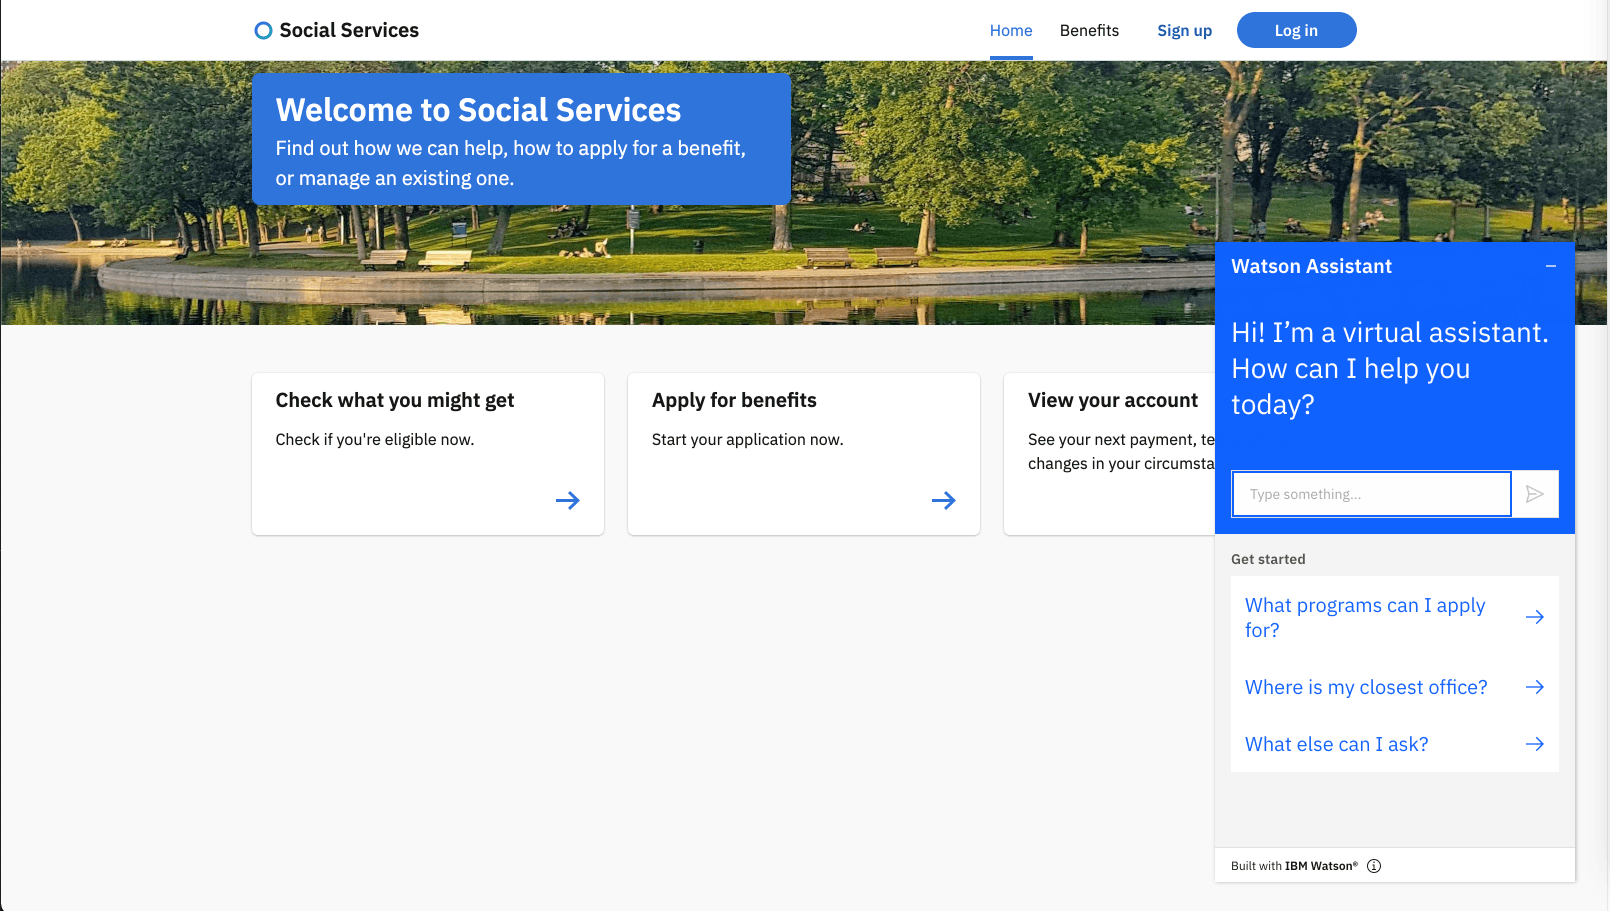 Social Services
Home
Benefits
Sign up
Log in
Welcome to Social Services
Find out how we can help, how to apply for a benefit,
or manage an existing one.
Check what you might get
Check if you're eligible now.
Apply for benefits
Start your application now.
View your account
See your next payment, te
changes in your circumsta
Watson Assistant
Hi! I’m a virtual assistant.
How can I help you
today?
Type something...
Get started
What programs can I apply
for?
Where is my closest office?
What else can I ask?
Built with IBM Watson®